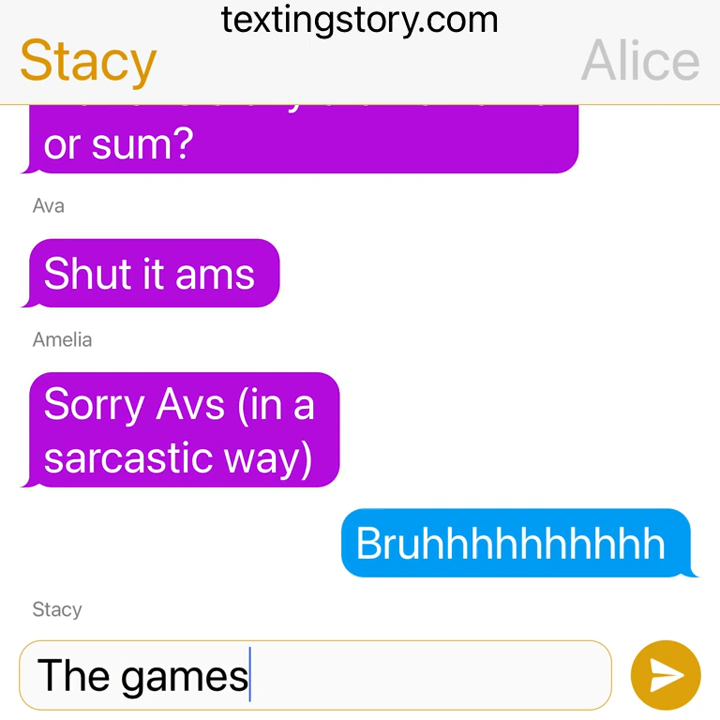 textingstory.com
Stacy
Alice
or sum?
Ava
Shut it ams
Amelia
Sorry Avs (in a
sarcastic way)
Bruhhhhhhhhhhh
Stacy
The games